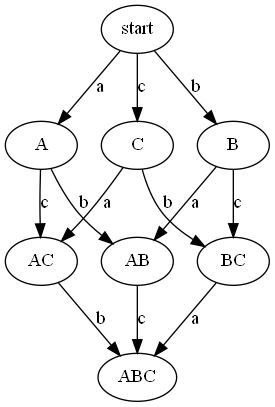 start
a c b
A C B
c b a b a c
AC AB BC
b c a
ABC